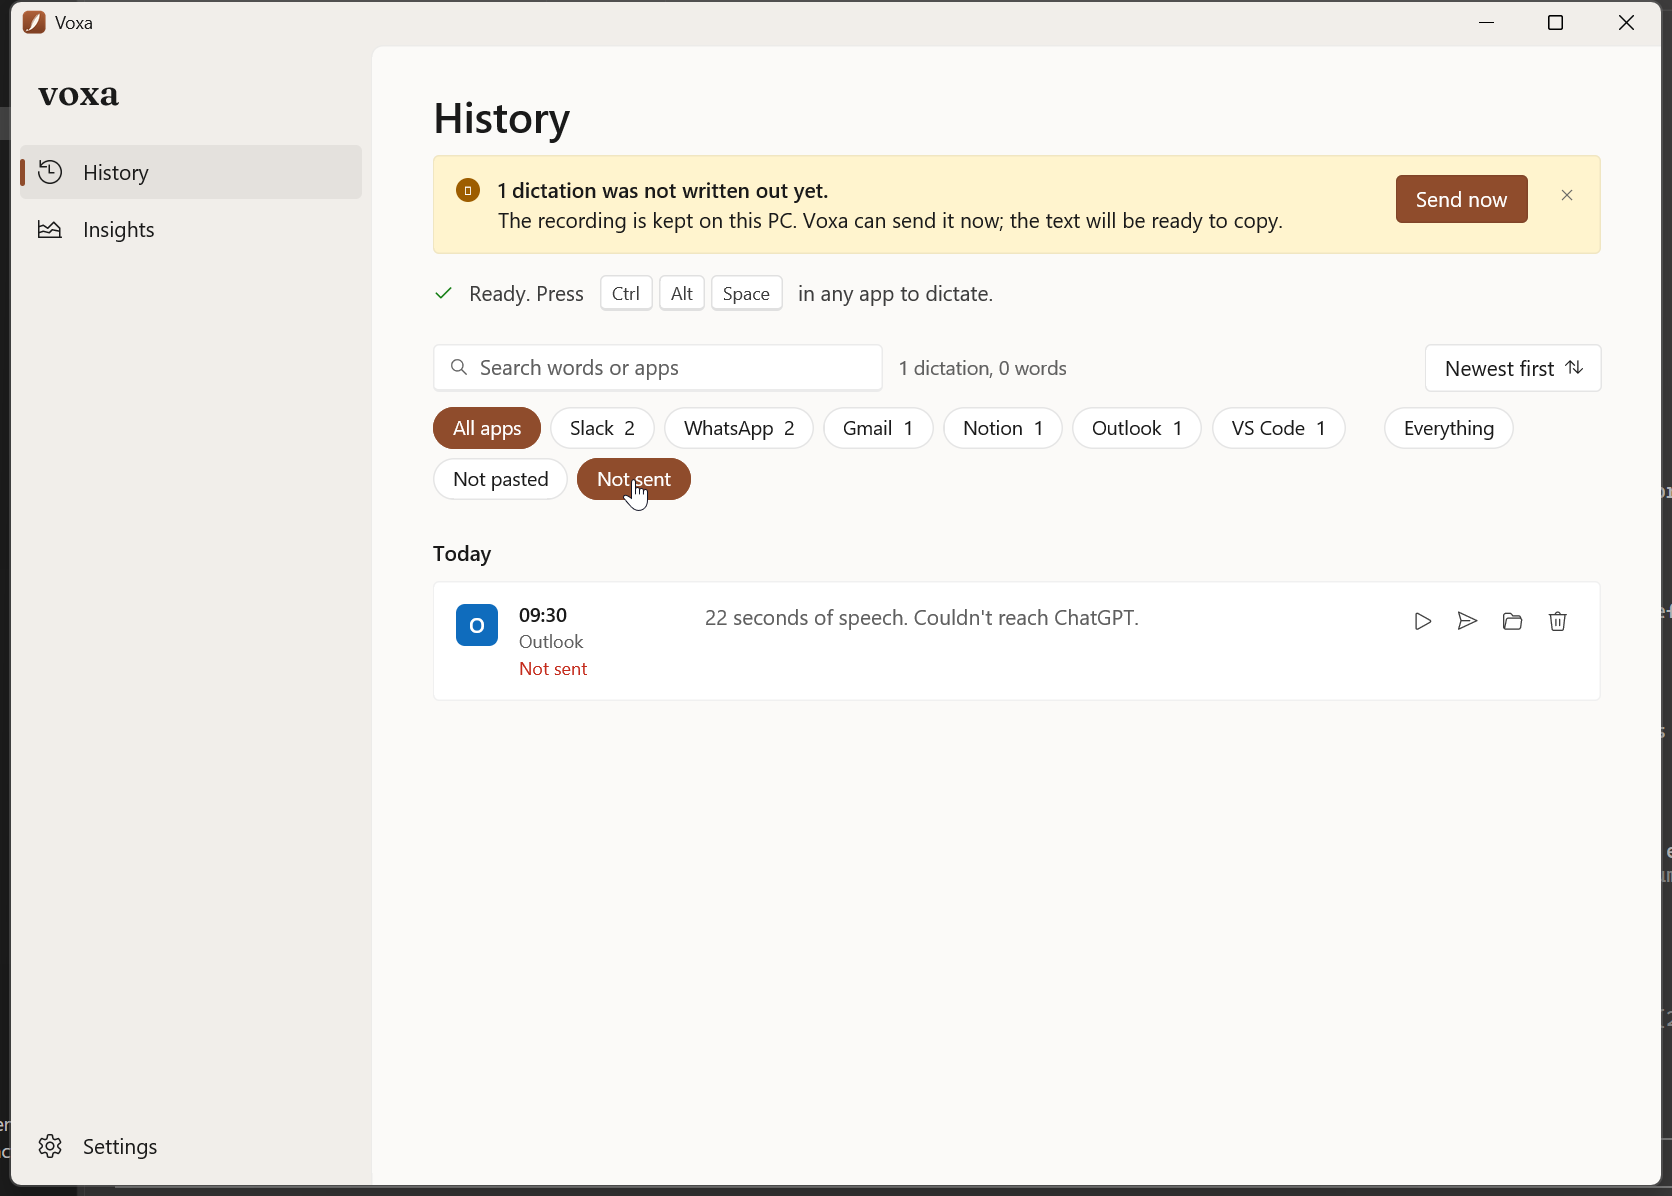 Voxa
voxa
History
Insights
Settings
History
1 dictation was not written out yet.
The recording is kept on this PC. Voxa can send it now; the text will be ready to copy.
Send now
Ready. Press Ctrl Alt Space in any app to dictate.
Search words or apps
1 dictation, 0 words
Newest first
All apps
Slack 2
WhatsApp 2
Gmail 1
Notion 1
Outlook 1
VS Code 1
Everything
Not pasted
Not sent
Today
O
09:30
Outlook
Not sent
22 seconds of speech. Couldn't reach ChatGPT.